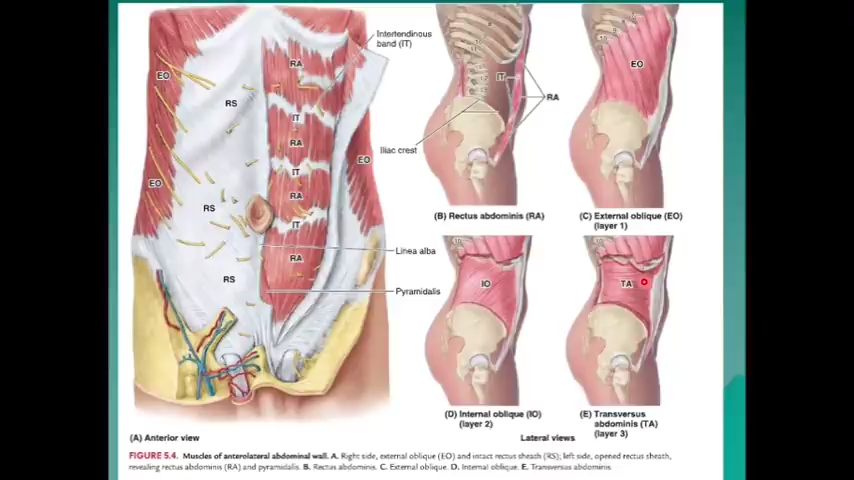 Intertendinous
band (IT)
EO
RA
RS
IT
RA
EO
IT
EO
RA
RS
IT
RA
Linea alba
RS
Pyramidalis
(A) Anterior view
IT
RA
Iliac crest
(B) Rectus abdominis (RA)
EO
(C) External oblique (EO)
(layer 1)
IO
(D) Internal oblique (IO)
(layer 2)
TA
(E) Transversus
abdominis (TA)
(layer 3)
Lateral views
FIGURE 5.4. Muscles of anterolateral abdominal wall. A. Right side, external oblique (EO) and intact rectus sheath (RS); left side, opened rectus sheath,
revealing rectus abdominis (RA) and pyramidalis. B. Rectus abdominis. C. External oblique. D. Internal oblique. E. Transversus abdominis.